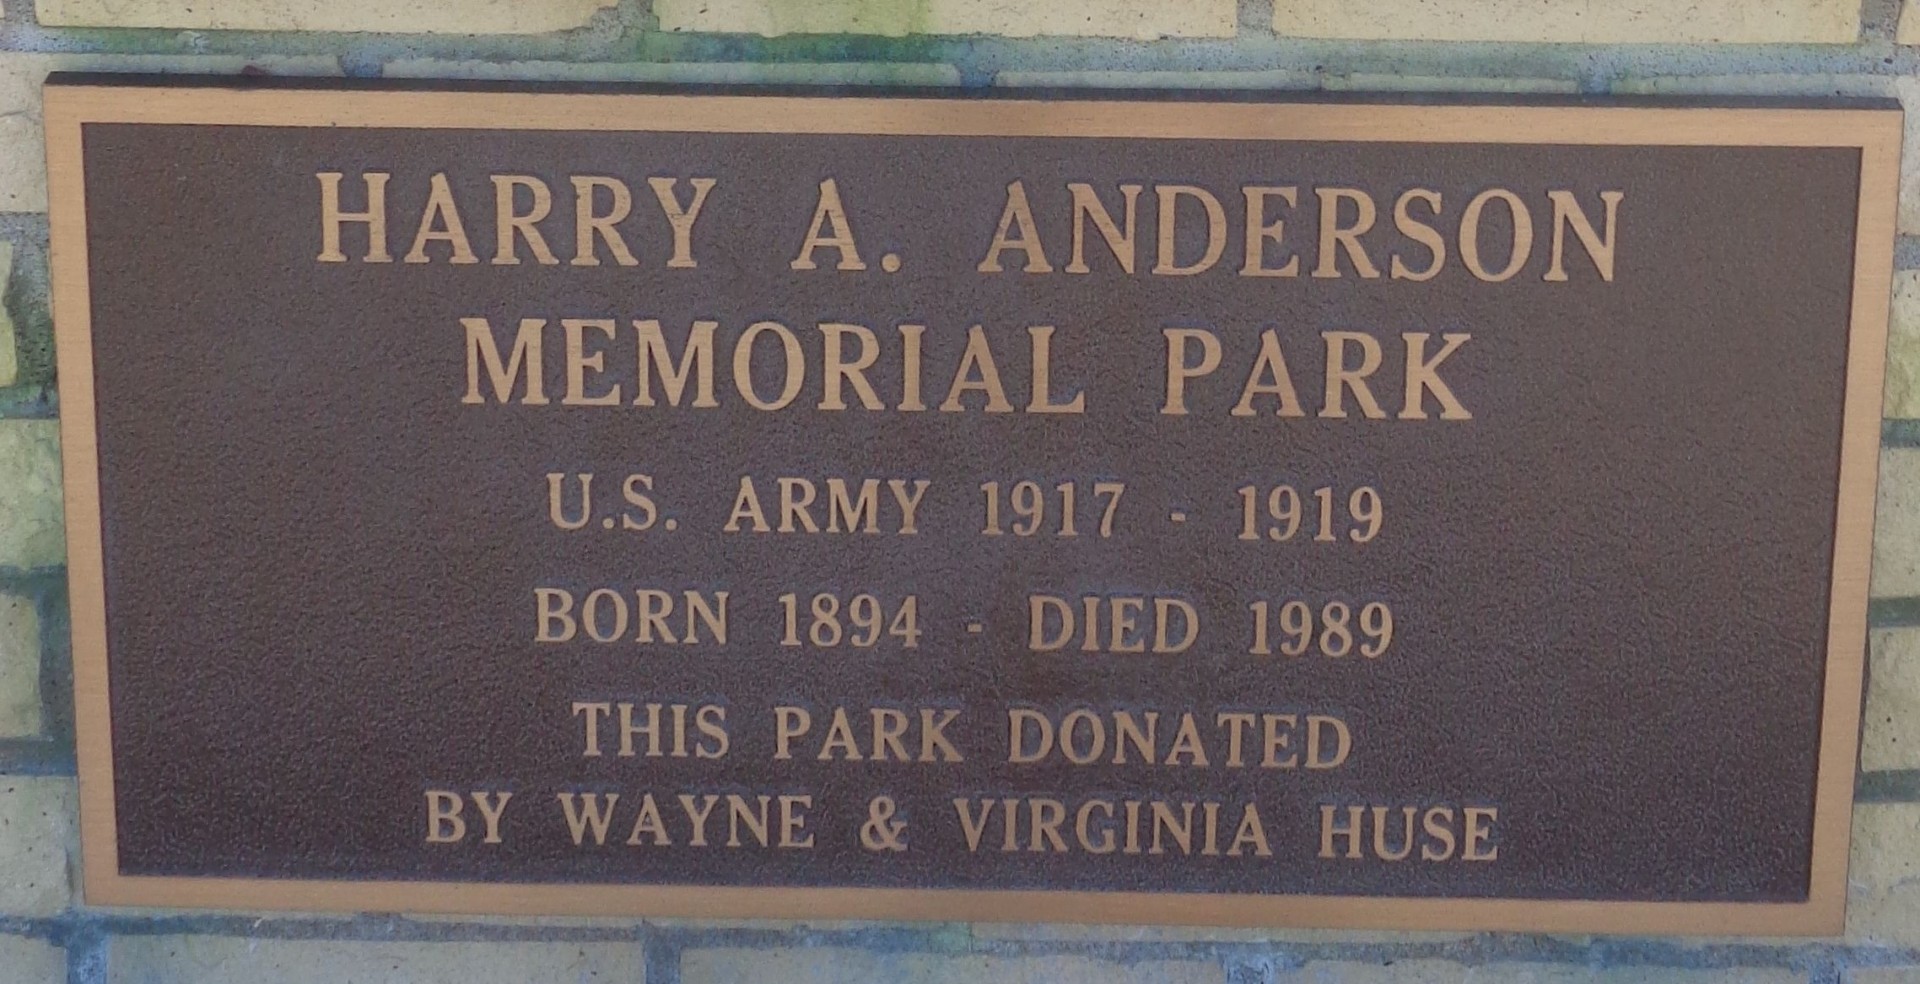 HARRY A. ANDERSON
MEMORIAL PARK
U.S. ARMY 1917 - 1919
BORN 1894 - DIED 1989
THIS PARK DONATED
BY WAYNE & VIRGINIA HUSE